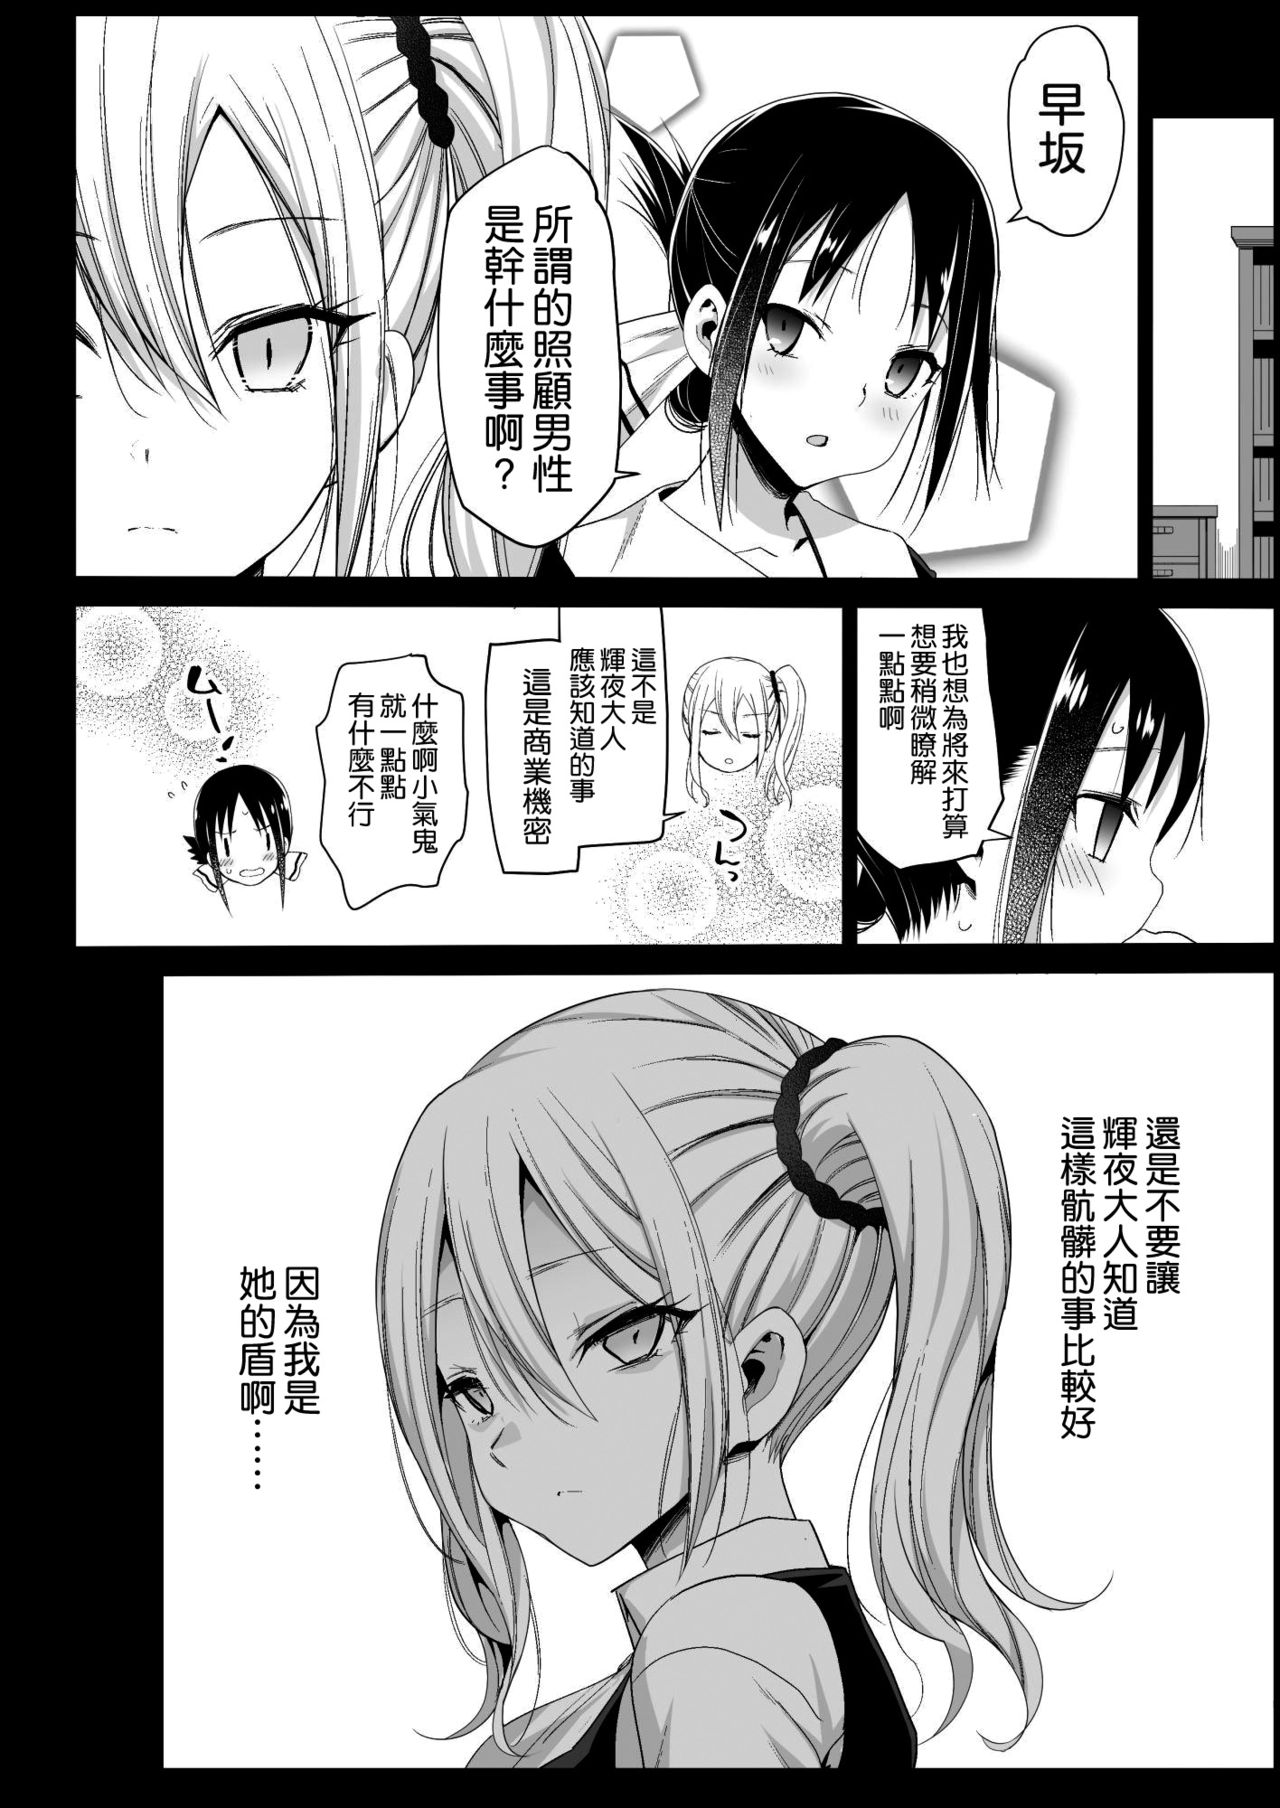 早坂
所謂的照顧男性
是幹什麼事啊？
我也想為將來打算
想要稍微瞭解
一點點啊
這不是
輝夜大人
應該知道的事
這是商業機密
つんっ
什麼啊小氣鬼
就一點點
有什麼不行
ムーー！
還是不要讓
輝夜大人知道
這樣骯髒的事比較好
因為我是
她的盾啊……